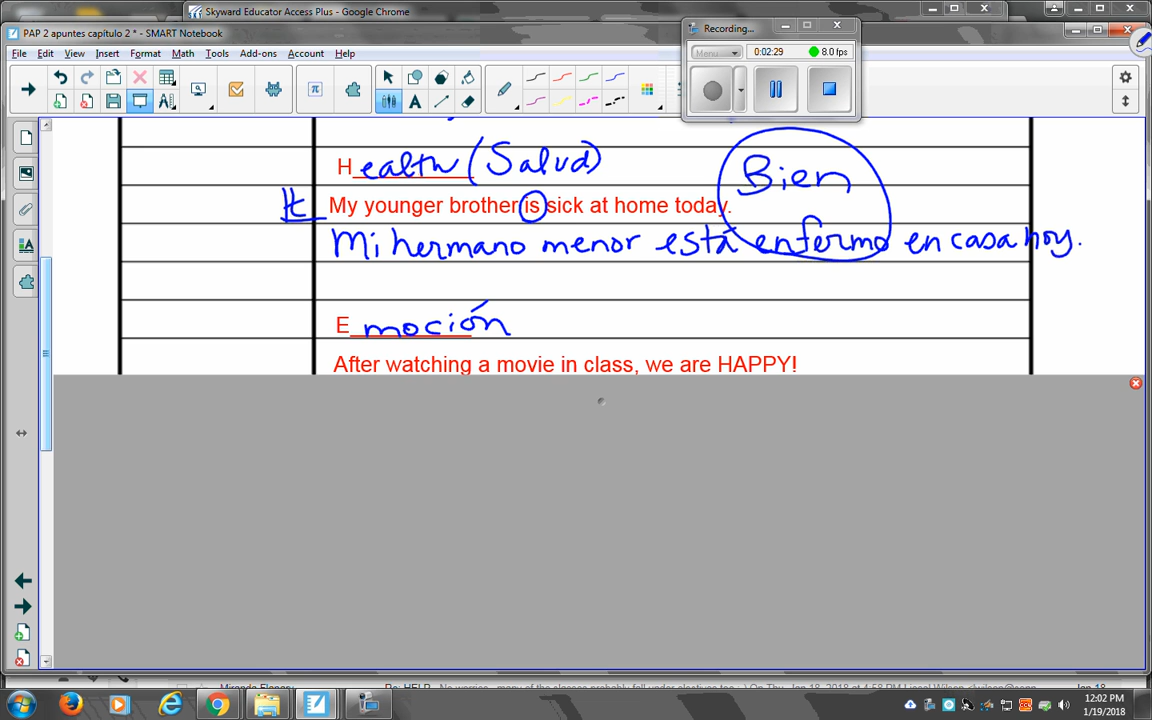 Skyward Educator Access Plus - Google Chrome
PAP 2 apuntes capítulo 2 * - SMART Notebook
Recording...
File Edit View Insert Format Math Tools Add-ons Account Help
Menu 0:02:29 8.0 fps
Health (Salud)
Bien
H My younger brother is sick at home today.
Mi hermano menor está enfermo en casa hoy.
Emoción
After watching a movie in class, we are HAPPY!
12:02 PM
1/19/2018